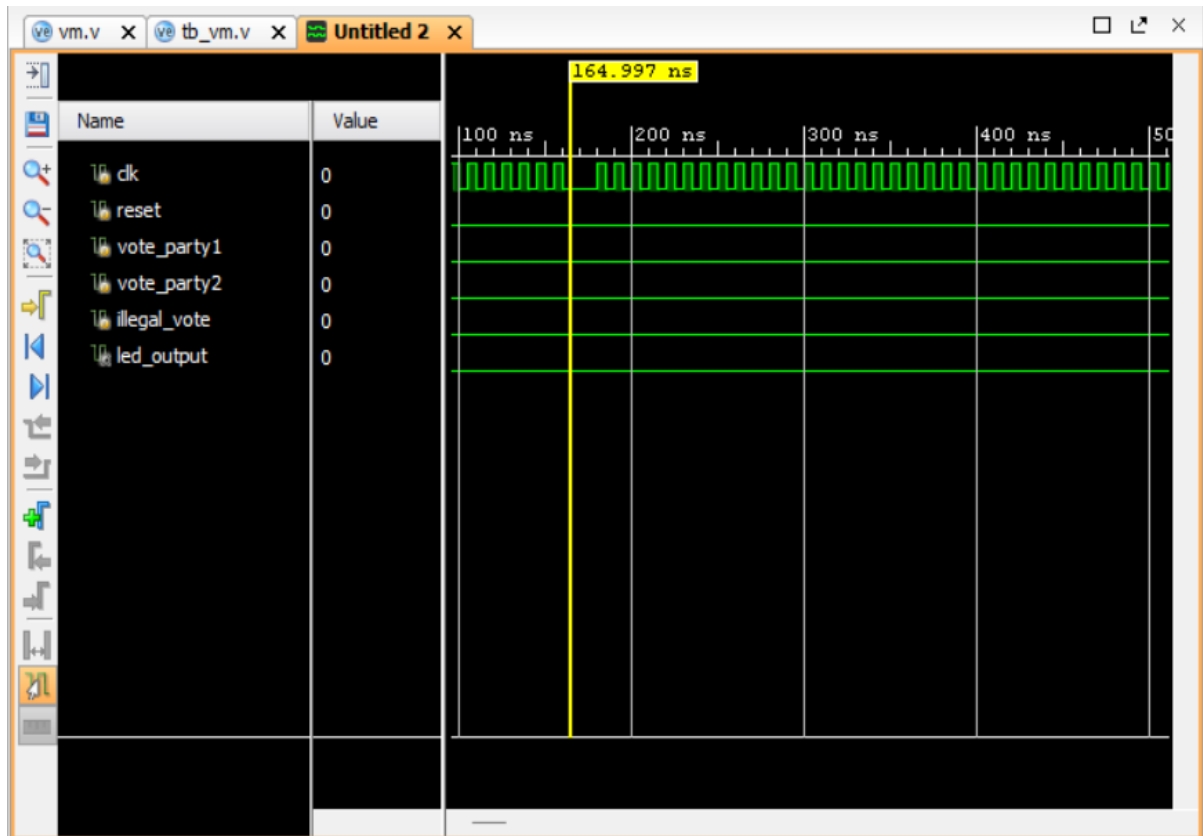 vm.v
tb_vm.v
Untitled 2
164.997 ns
Name Value
100 ns 200 ns 300 ns 400 ns 50
clk 0
reset 0
vote_party1 0
vote_party2 0
illegal_vote 0
led_output 0